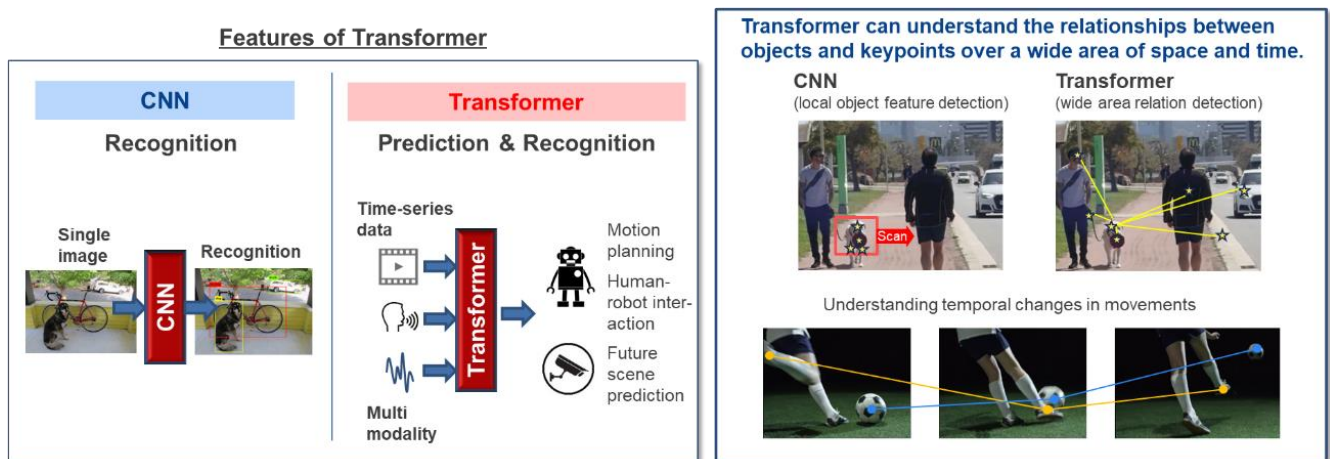 Features of Transformer
CNN
Recognition
Single
image
CNN
Recognition
Transformer
Prediction & Recognition
Time-series
data
Multi
modality
Transformer
Motion
planning
Human-
robot inter-
action
Future
scene
prediction
Transformer can understand the relationships between
objects and keypoints over a wide area of space and time.
CNN
(local object feature detection)
Scan
Transformer
(wide area relation detection)
Understanding temporal changes in movements